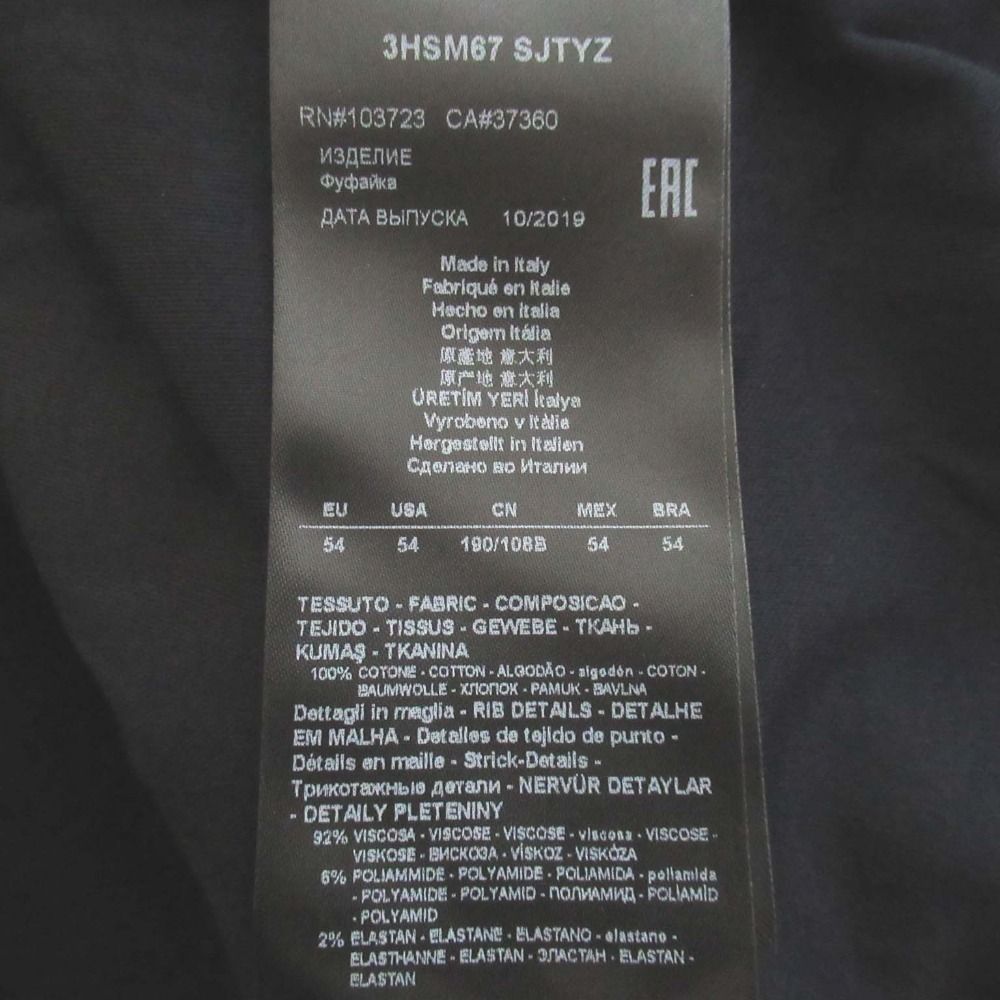 3HSM67 SJTYZ
RN#103723 CA#37360
ИЗДЕЛИЕ
Фуфайка
ДАТА ВЫПУСКА 10/2019
EAC
Made in Italy
Fabriqué en Italie
Hecho en Italia
Origem Itália
原產地 意大利
原产地 意大利
ÜRETİM YERİ İtalya
Vyrobeno v Itálie
Hergestellt in Italien
Сделано во Италии
EU USA CN MEX BRA
54 54 190/108B 54 54
TESSUTO - FABRIC - COMPOSICAO -
TEJIDO - TISSUS - GEWEBE - ТКАНЬ -
KUMAŞ - TKANINA
100% COTONE - COTTON - ALGODÃO - algodón - COTON -
BAUMWOLLE - ХЛОПОК - PAMUK - BAVLNA
Dettagli in maglia - RIB DETAILS - DETALHE
EM MALHA - Detalles de tejido de punto -
Détails en maille - Strick-Details -
Трикотажные детали - NERVÜR DETAYLAR
- DETAILY PLETENINY
92% VISCOSA - VISCOSE - VISCOSE - viscosa - VISCOSE -
VISKOSE - ВИСКОЗА - VİSKOZ - VISKÓZA
6% POLIAMMIDE - POLYAMIDE - POLIAMIDA - poliamida
- POLYAMIDE - POLYAMID - ПОЛИАМИД - POLİAMİD
- POLYAMID
2% ELASTAN - ELASTANE - ELASTANO - elastano -
ELASTHANNE - ELASTAN - ЭЛАСТАН - ELASTAN -
ELASTAN